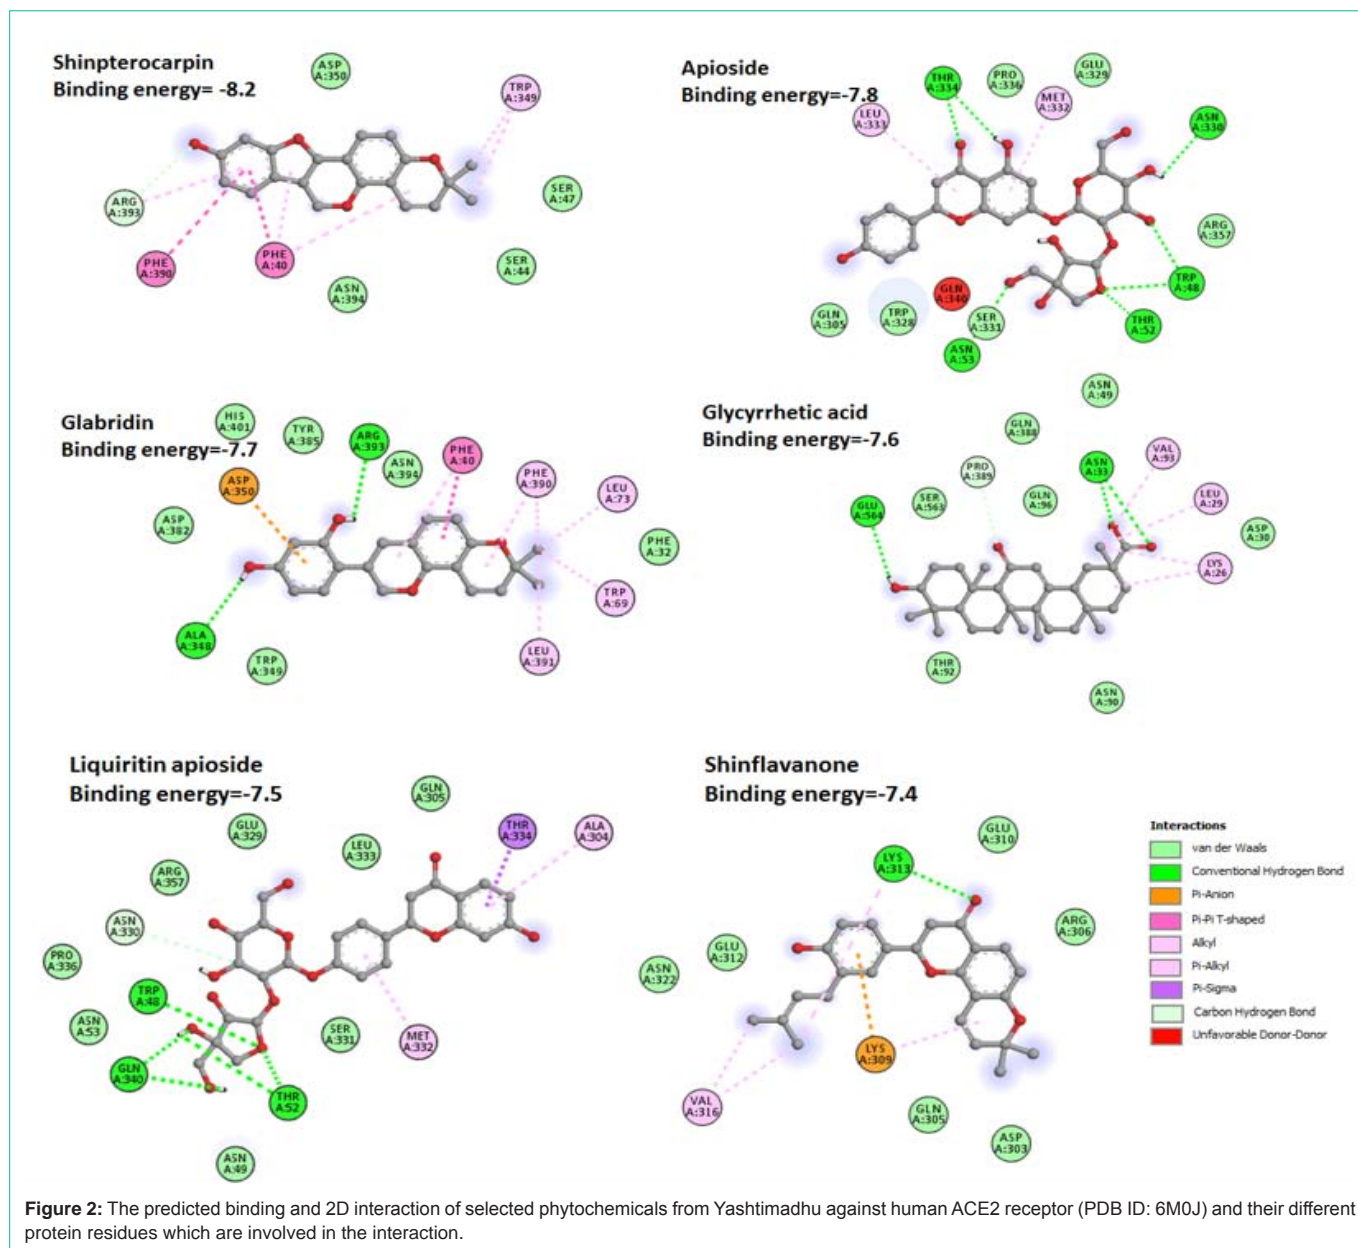 Shinpterocarpin
Binding energy= -8.2
ASP
A:350
TRP
A:349
SER
A:47
SER
A:44
ARG
A:393
PHE
A:390
PHE
A:40
ASN
A:394
Apioside
Binding energy=-7.8
THR
A:334
PRO
A:336
GLU
A:329
MET
A:332
LEU
A:333
ASN
A:330
ARG
A:357
TRP
A:48
THR
A:52
GLN
A:340
SER
A:331
ASN
A:53
TRP
A:328
GLN
A:305
Glabridin
Binding energy=-7.7
HIS
A:401
TYR
A:385
ARG
A:393
ASN
A:394
PHE
A:40
PHE
A:390
LEU
A:73
ASP
A:350
ASP
A:382
PHE
A:32
TRP
A:69
LEU
A:391
ALA
A:348
TRP
A:349
Glycyrrhetic acid
Binding energy=-7.6
ASN
A:49
GLN
A:388
PRO
A:389
ASN
A:33
VAL
A:93
LEU
A:29
SER
A:563
GLN
A:96
GLU
A:564
ASP
A:30
LYS
A:26
THR
A:92
ASN
A:90
Liquiritin apioside
Binding energy=-7.5
GLN
A:305
GLU
A:329
LEU
A:333
THR
A:334
ALA
A:304
ARG
A:357
ASN
A:330
PRO
A:336
TRP
A:48
ASN
A:53
SER
A:331
MET
A:332
GLN
A:340
THR
A:52
ASN
A:49
Shinflavanone
Binding energy=-7.4
GLU
A:310
LYS
A:313
ARG
A:306
GLU
A:312
ASN
A:322
LYS
A:309
VAL
A:316
GLN
A:305
ASP
A:303
Interactions
van der Waals
Conventional Hydrogen Bond
Pi-Anion
Pi-Pi T-shaped
Alkyl
Pi-Alkyl
Pi-Sigma
Carbon Hydrogen Bond
Unfavorable Donor-Donor
Figure 2: The predicted binding and 2D interaction of selected phytochemicals from Yashtimadhu against human ACE2 receptor (PDB ID: 6M0J) and their different
protein residues which are involved in the interaction.